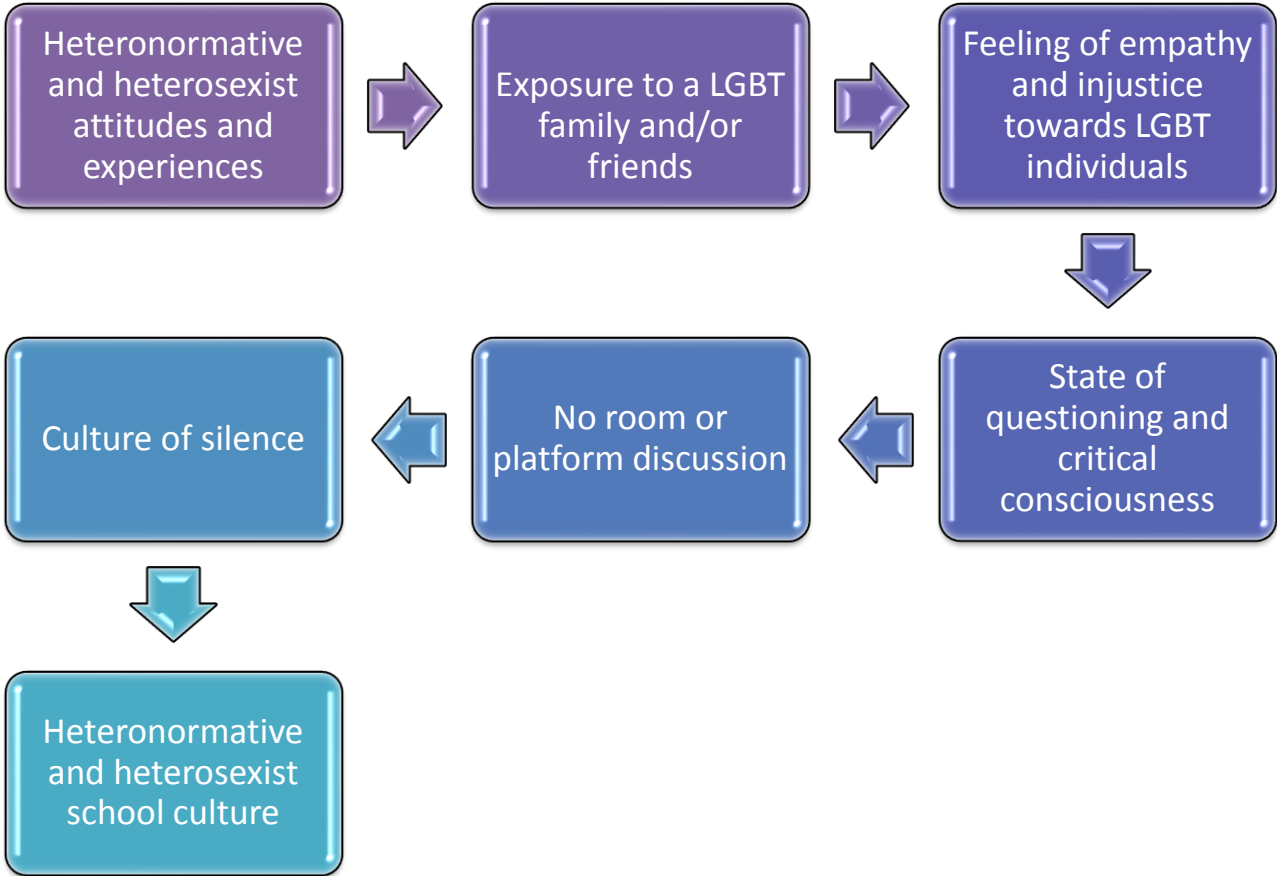 Heteronormative
and heterosexist
attitudes and
experiences
Exposure to a LGBT
family and/or
friends
Feeling of empathy
and injustice
towards LGBT
individuals
State of
questioning and
critical
consciousness
No room or
platform discussion
Culture of silence
Heteronormative
and heterosexist
school culture